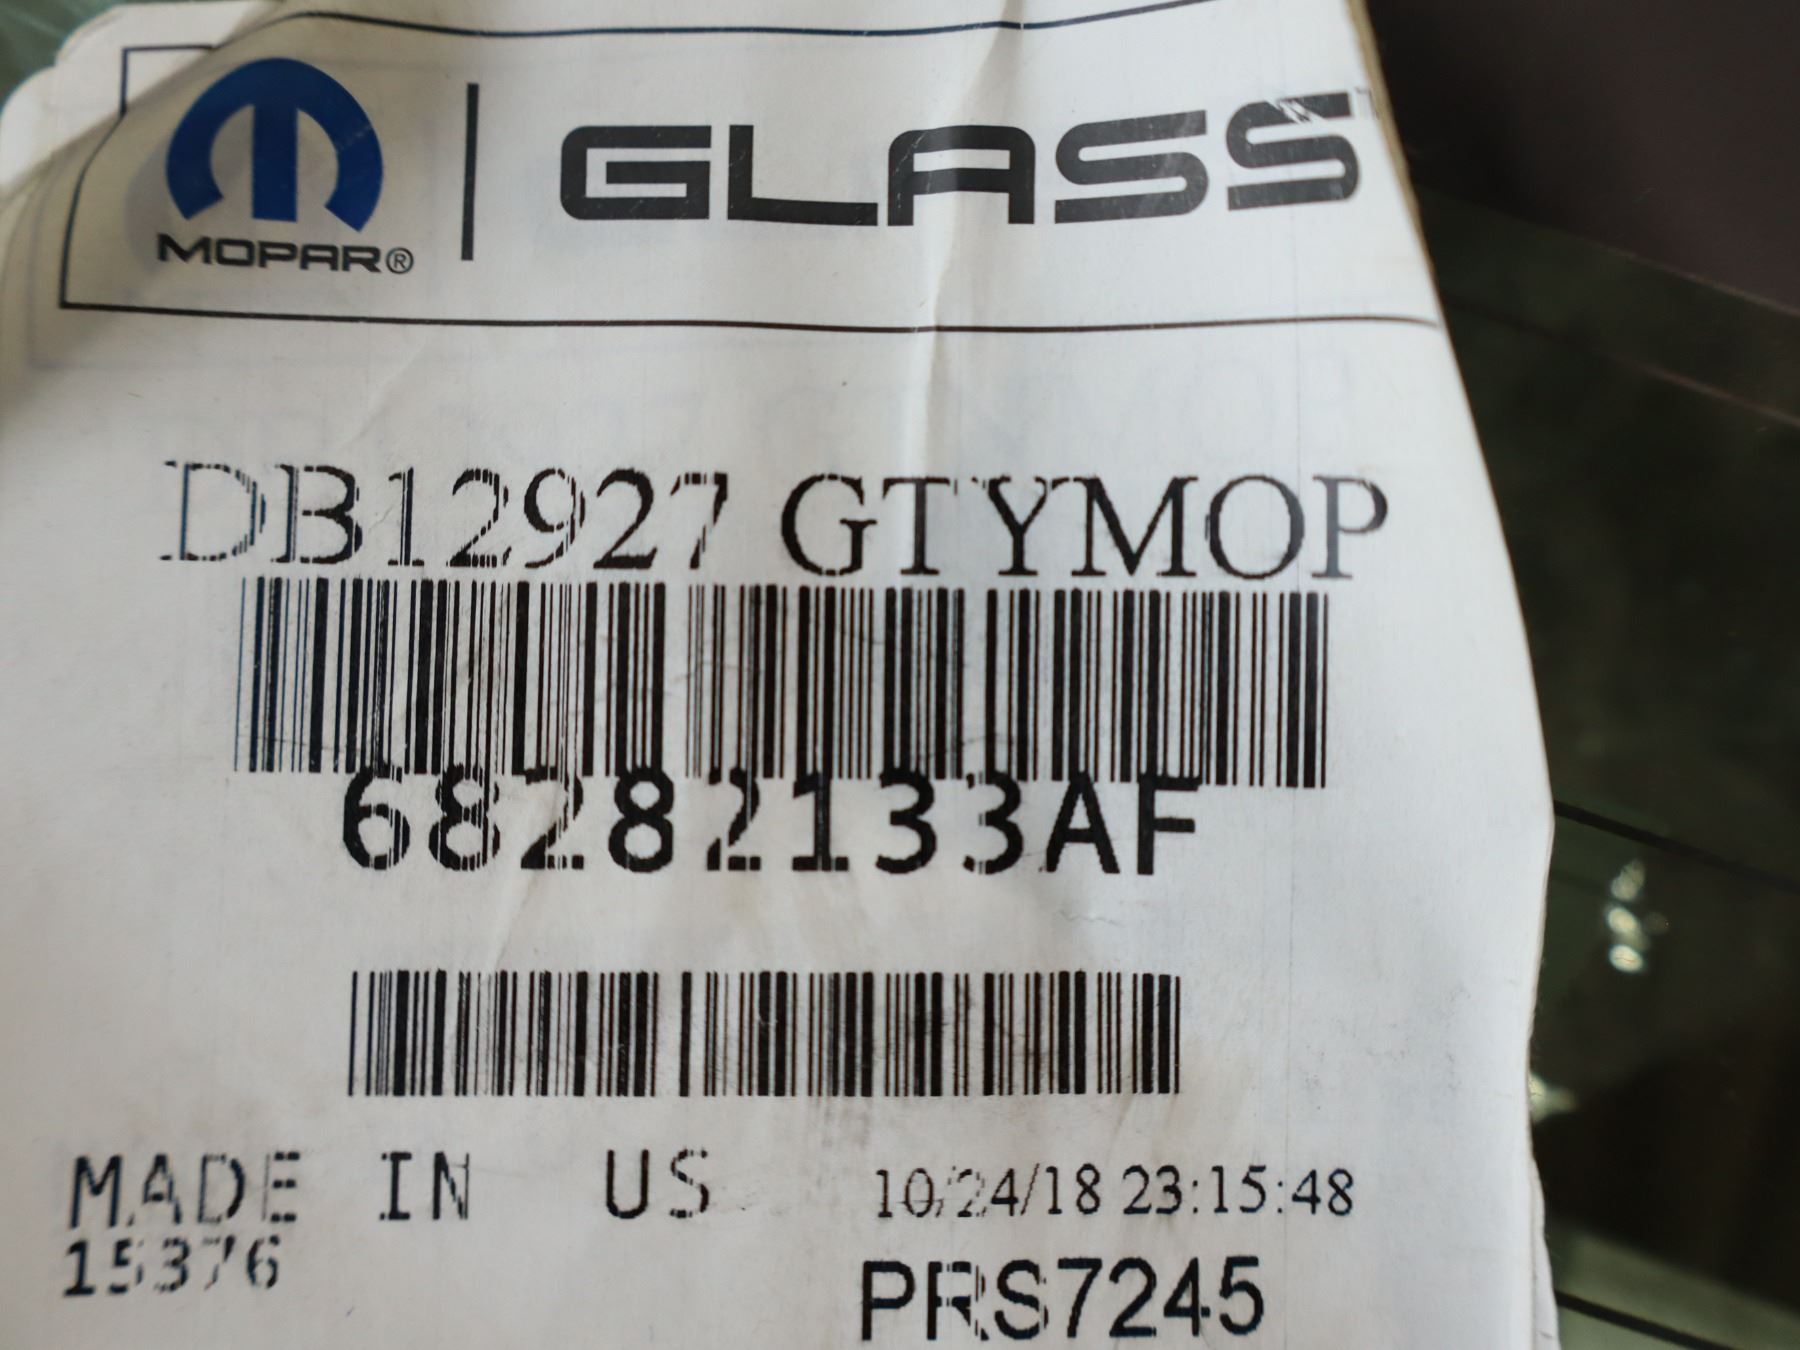 MOPAR® | GLASS
DB12927 GTYMOP
68282133AF
MADE IN US 10/24/18 23:15:48
15376
PRS7245